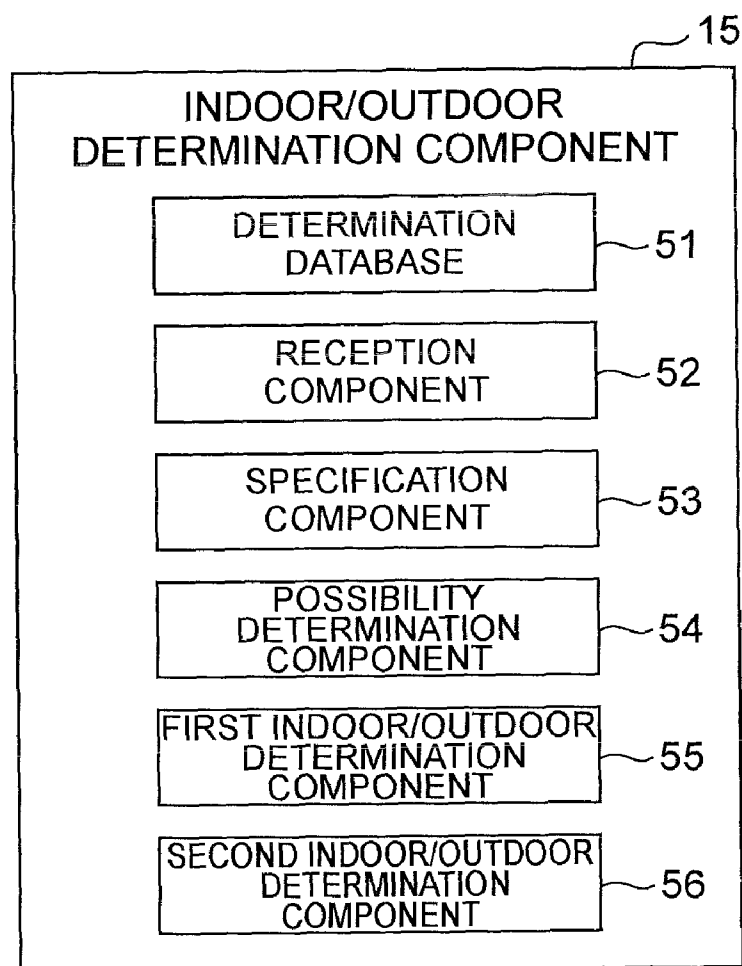 15
INDOOR/OUTDOOR
DETERMINATION COMPONENT
DETERMINATION
DATABASE
51
RECEPTION
COMPONENT
52
SPECIFICATION
COMPONENT
53
POSSIBILITY
DETERMINATION
COMPONENT
54
FIRST INDOOR/OUTDOOR
DETERMINATION
COMPONENT
55
SECOND INDOOR/OUTDOOR
DETERMINATION
COMPONENT
56